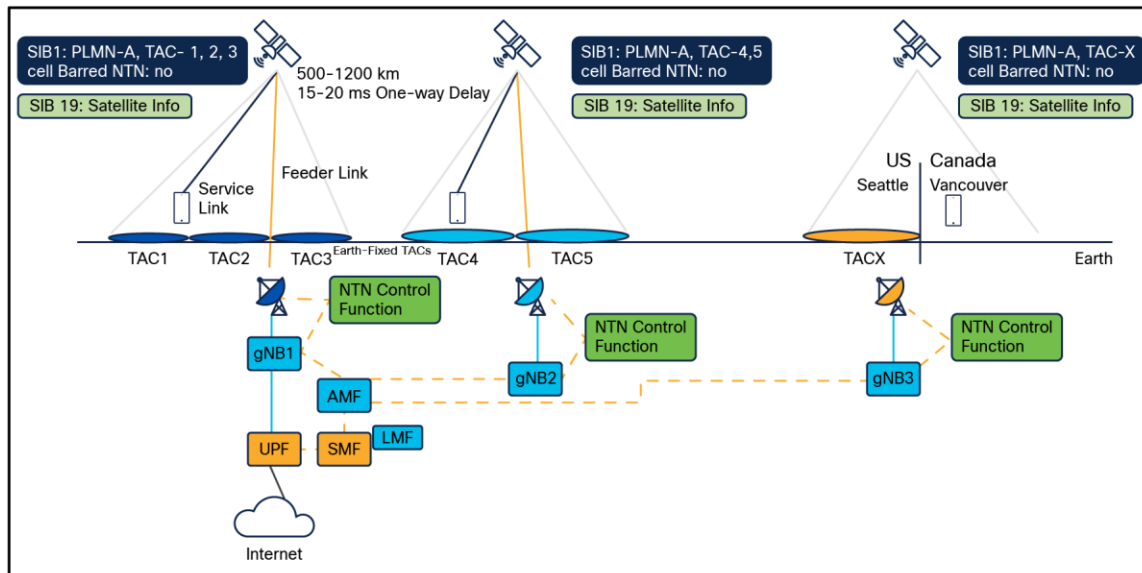 SIB1: PLMN-A, TAC- 1, 2, 3
cell Barred NTN: no
SIB 19: Satellite Info
500-1200 km
15-20 ms One-way Delay
SIB1: PLMN-A, TAC-4,5
cell Barred NTN: no
SIB 19: Satellite Info
SIB1: PLMN-A, TAC-X
cell Barred NTN: no
SIB 19: Satellite Info
Service
Link
Feeder Link
US
Seattle
Canada
Vancouver
TAC1
TAC2
TAC3
Earth-Fixed TACs
TAC4
TAC5
TACX
Earth
NTN Control
Function
NTN Control
Function
NTN Control
Function
gNB1
gNB2
gNB3
AMF
LMF
UPF
SMF
Internet